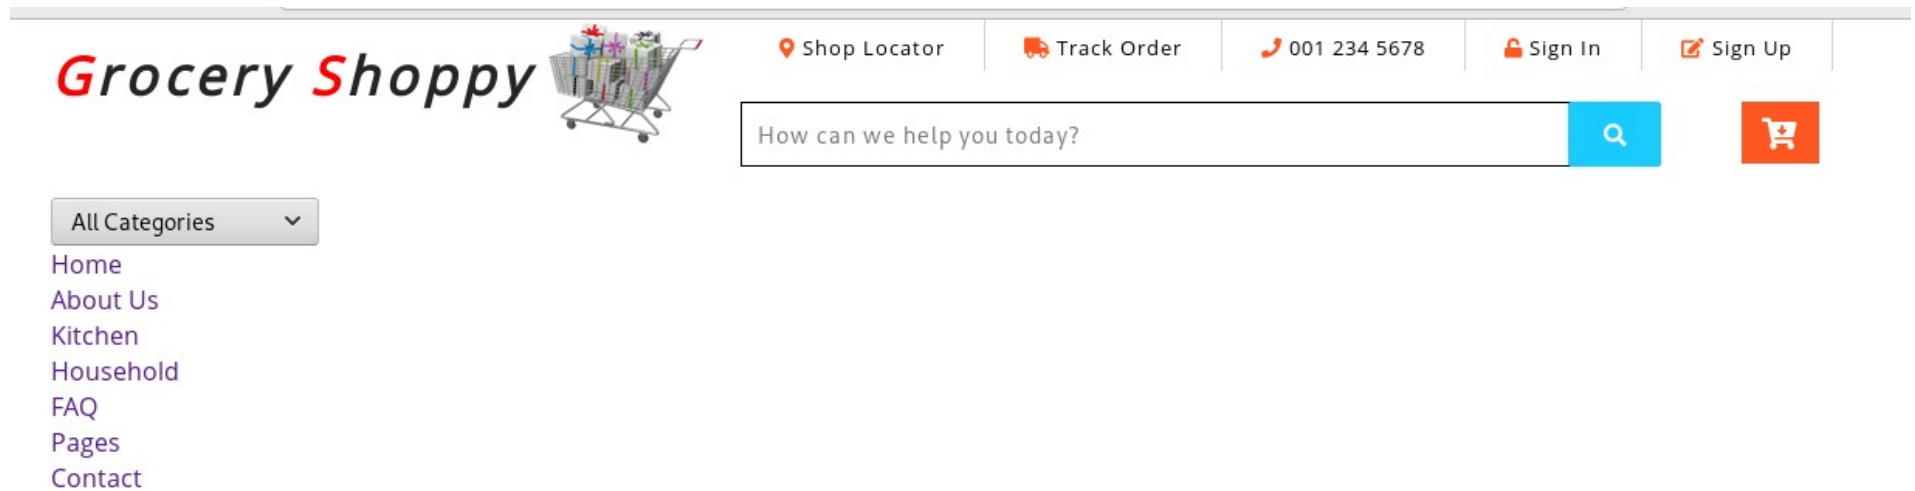 Grocery Shoppy
Shop Locator
Track Order
001 234 5678
Sign In
Sign Up
How can we help you today?
All Categories
Home
About Us
Kitchen
Household
FAQ
Pages
Contact